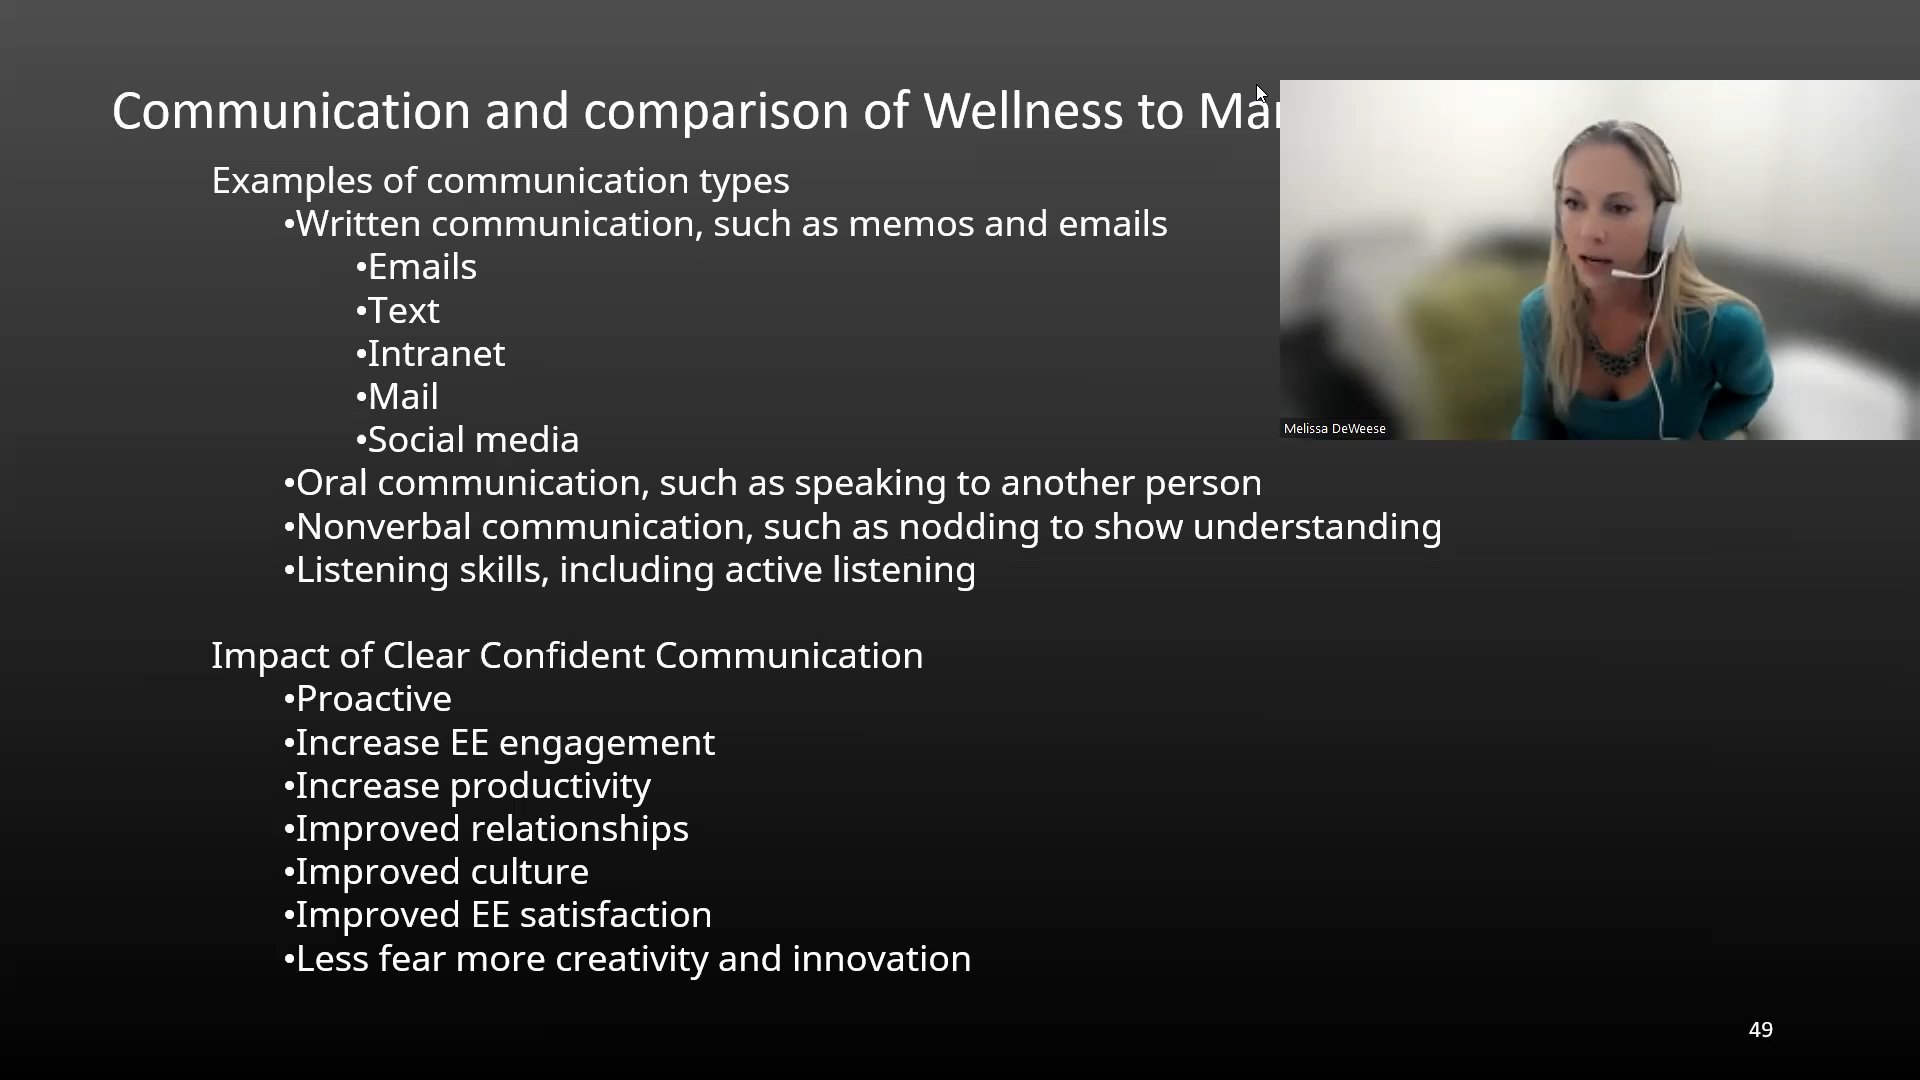 Communication and comparison of Wellness to
Examples of communication types
•Written communication, such as memos and emails
•Emails
•Text
•Intranet
•Mail
•Social media
•Oral communication, such as speaking to another person
•Nonverbal communication, such as nodding to show understanding
•Listening skills, including active listening
Impact of Clear Confident Communication
•Proactive
•Increase EE engagement
•Increase productivity
•Improved relationships
•Improved culture
•Improved EE satisfaction
•Less fear more creativity and innovation
Melissa DeWeese
49